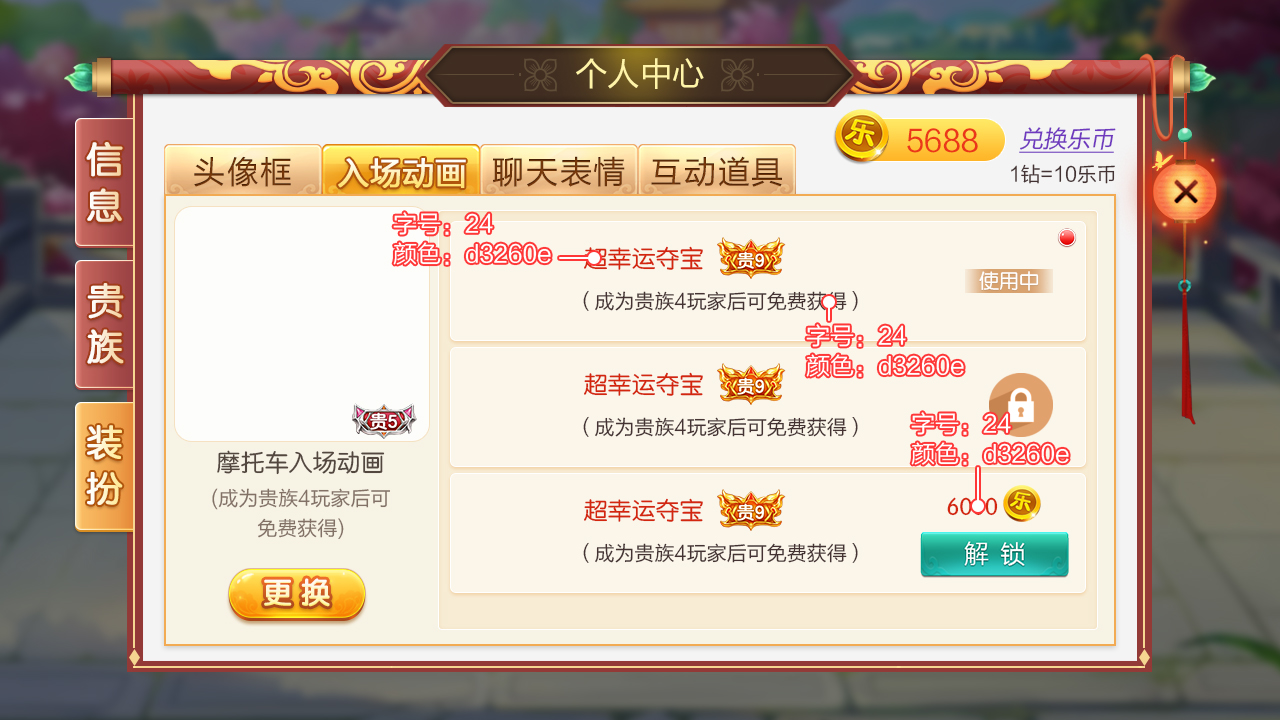 个人中心
信息
贵族
装扮
乐 5688 兑换乐币
1钻=10乐币
头像框 入场动画 聊天表情 互动道具
字号：24
颜色：d3260e
超幸运夺宝 贵9
使用中
（成为贵族4玩家后可免费获得）
字号：24
颜色：d3260e
超幸运夺宝 贵9
（成为贵族4玩家后可免费获得）
字号：24
颜色：d3260e
超幸运夺宝 贵9
6000 乐
（成为贵族4玩家后可免费获得）
解锁
贵5
摩托车入场动画
(成为贵族4玩家后可
免费获得)
更换